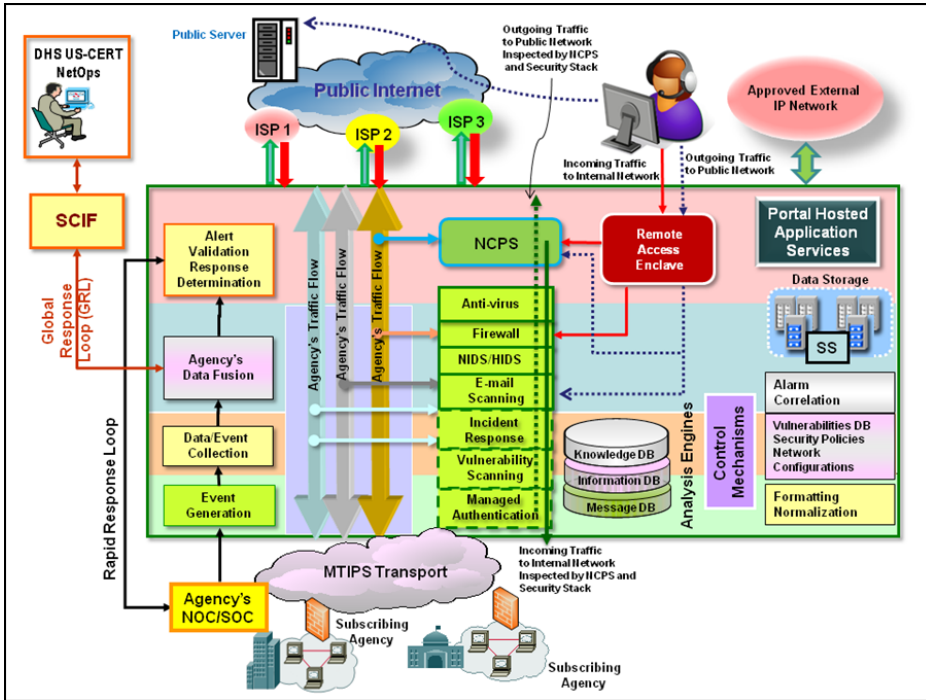 Public Server
DHS US-CERT
NetOps
Public Internet
Outgoing Traffic
to Public Network
Inspected by NCPS
and Security Stack
Approved External
IP Network
ISP 1
ISP 2
ISP 3
Incoming Traffic
to Internal Network
Outgoing Traffic
to Public Network
SCIF
Global
Response
Loop (GRL)
Rapid Response Loop
Alert
Validation
Response
Determination
Agency's
Data Fusion
Data/Event
Collection
Event
Generation
Agency's
NOC/SOC
Agency's Traffic Flow
Agency's Traffic Flow
Agency's Traffic Flow
NCPS
Anti-virus
Firewall
NIDS/HIDS
E-mail
Scanning
Incident
Response
Vulnerability
Scanning
Managed
Authentication
Remote
Access
Enclave
Portal Hosted
Application
Services
Data Storage
SS
Knowledge DB
Information DB
Message DB
Analysis Engines
Control
Mechanisms
Alarm
Correlation
Vulnerabilities DB
Security Policies
Network
Configurations
Formatting
Normalization
MTIPS Transport
Incoming Traffic
to Internal Network
Inspected by NCPS and
Security Stack
Subscribing
Agency
Subscribing
Agency